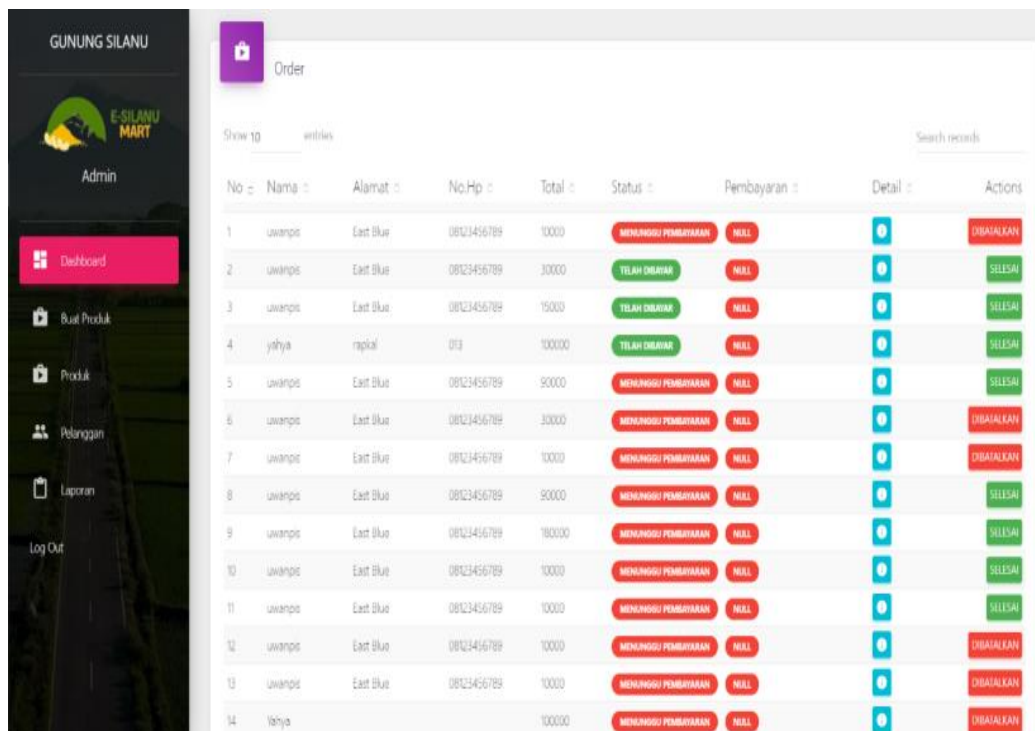 GUNUNG SILANU
E-SILANU
MART
Admin
Dashboard
Buat Produk
Produk
Pelanggan
Laporan
Log Out
Order
Show 10 entries
Search records
No Nama Alamat No.Hp Total Status Pembayaran Detail Actions
1 uwanpis East Blue 08123456789 10000 MENUNGGU PEMBAYARAN NULL DIBATALKAN
2 uwanpis East Blue 08123456789 30000 TELAH DIBAYAR NULL SELESAI
3 uwanpis East Blue 08123456789 15000 TELAH DIBAYAR NULL SELESAI
4 yahya rapkal 013 100000 TELAH DIBAYAR NULL SELESAI
5 uwanpis East Blue 08123456789 90000 MENUNGGU PEMBAYARAN NULL SELESAI
6 uwanpis East Blue 08123456789 30000 MENUNGGU PEMBAYARAN NULL DIBATALKAN
7 uwanpis East Blue 08123456789 10000 MENUNGGU PEMBAYARAN NULL DIBATALKAN
8 uwanpis East Blue 08123456789 90000 MENUNGGU PEMBAYARAN NULL SELESAI
9 uwanpis East Blue 08123456789 180000 MENUNGGU PEMBAYARAN NULL SELESAI
10 uwanpis East Blue 08123456789 10000 MENUNGGU PEMBAYARAN NULL SELESAI
11 uwanpis East Blue 08123456789 10000 MENUNGGU PEMBAYARAN NULL SELESAI
12 uwanpis East Blue 08123456789 10000 MENUNGGU PEMBAYARAN NULL DIBATALKAN
13 uwanpis East Blue 08123456789 10000 MENUNGGU PEMBAYARAN NULL DIBATALKAN
14 Yahya 100000 MENUNGGU PEMBAYARAN NULL DIBATALKAN